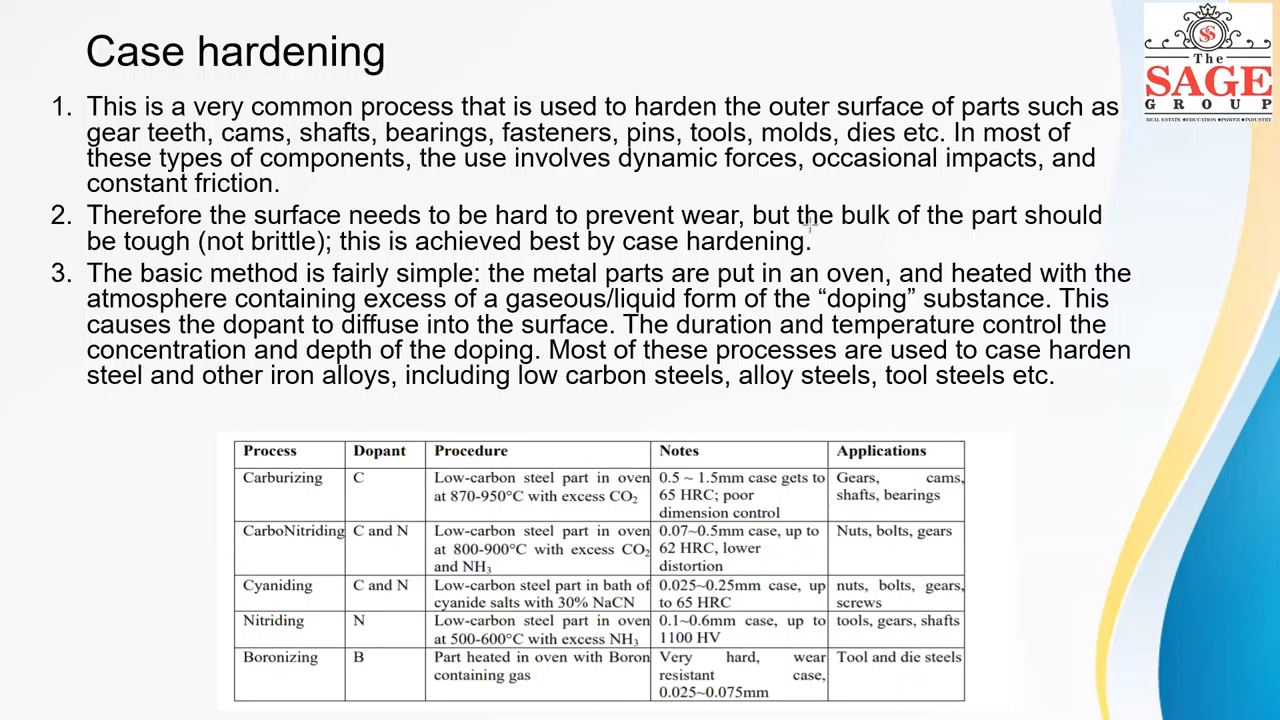 Case hardening
The
SAGE
GROUP
REAL ESTATE ●EDUCATION●POWER●INDUSTRY
1. This is a very common process that is used to harden the outer surface of parts such as
gear teeth, cams, shafts, bearings, fasteners, pins, tools, molds, dies etc. In most of
these types of components, the use involves dynamic forces, occasional impacts, and
constant friction.
2. Therefore the surface needs to be hard to prevent wear, but the bulk of the part should
be tough (not brittle); this is achieved best by case hardening.
3. The basic method is fairly simple: the metal parts are put in an oven, and heated with the
atmosphere containing excess of a gaseous/liquid form of the “doping” substance. This
causes the dopant to diffuse into the surface. The duration and temperature control the
concentration and depth of the doping. Most of these processes are used to case harden
steel and other iron alloys, including low carbon steels, alloy steels, tool steels etc.
Process Dopant Procedure Notes Applications
Carburizing C Low-carbon steel part in oven 0.5 ~ 1.5mm case gets to Gears, cams,
at 870-950°C with excess CO₂ 65 HRC; poor shafts, bearings
dimension control
CarboNitriding C and N Low-carbon steel part in oven 0.07~0.5mm case, up to Nuts, bolts, gears
at 800-900°C with excess CO₂ 62 HRC, lower
and NH₃ distortion
Cyaniding C and N Low-carbon steel part in bath of 0.025~0.25mm case, up nuts, bolts, gears,
cyanide salts with 30% NaCN to 65 HRC screws
Nitriding N Low-carbon steel part in oven 0.1~0.6mm case, up to tools, gears, shafts
at 500-600°C with excess NH₃ 1100 HV
Boronizing B Part heated in oven with Boron Very hard, wear Tool and die steels
containing gas resistant case,
0.025~0.075mm